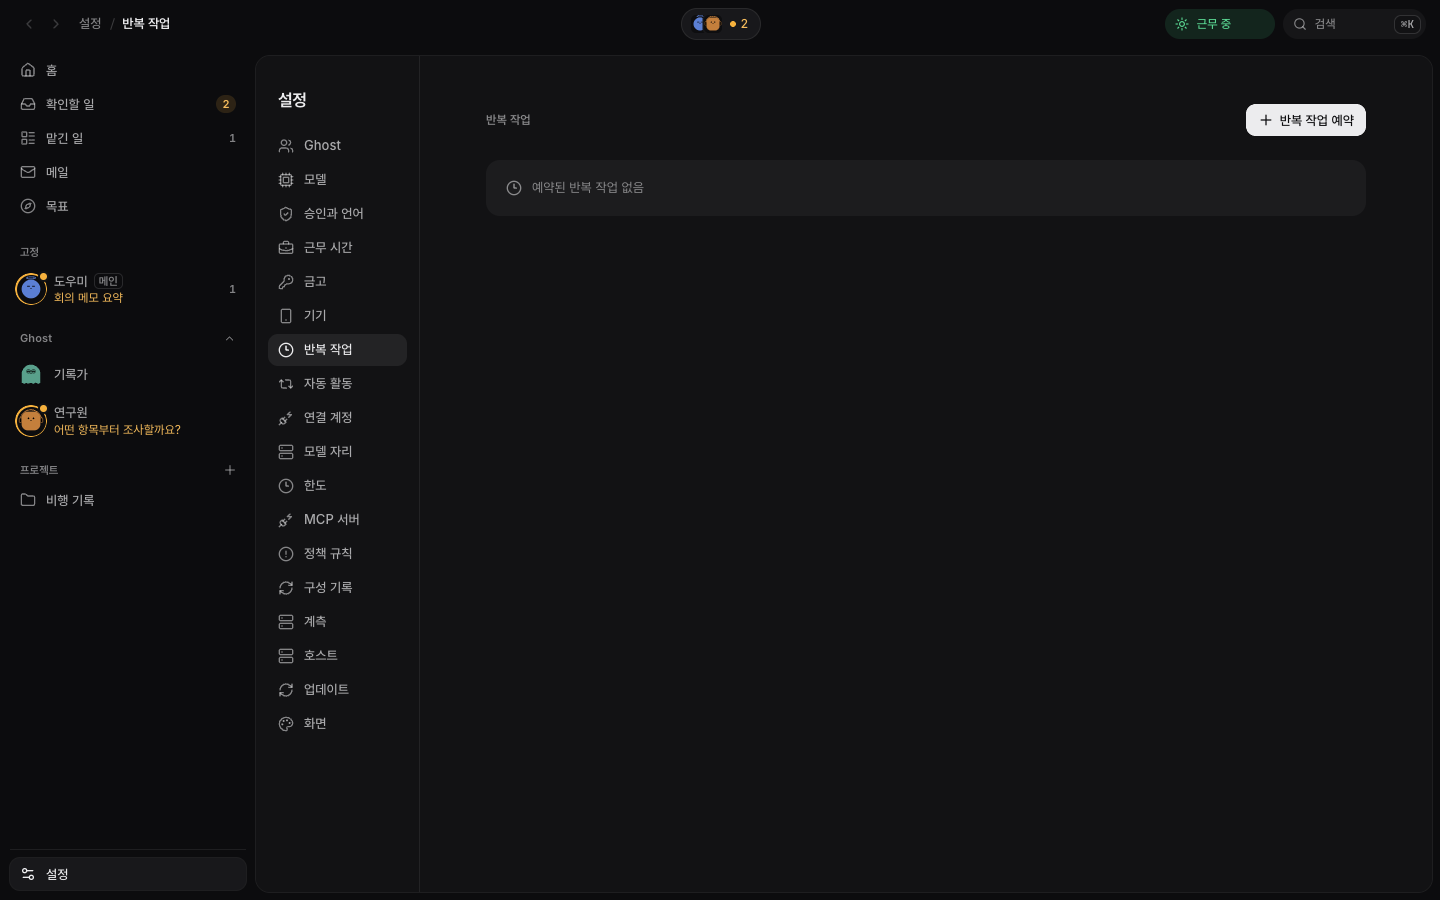 설정 / 반복 작업
2
근무 중
검색
⌘K
홈
확인할 일
2
맡긴 일
1
메일
목표
고정
도우미 메인
회의 메모 요약
1
Ghost
기록가
연구원
어떤 항목부터 조사할까요?
프로젝트
비행 기록
설정
설정
Ghost
모델
승인과 언어
근무 시간
금고
기기
반복 작업
자동 활동
연결 계정
모델 자리
한도
MCP 서버
정책 규칙
구성 기록
계측
호스트
업데이트
화면
반복 작업
반복 작업 예약
예약된 반복 작업 없음